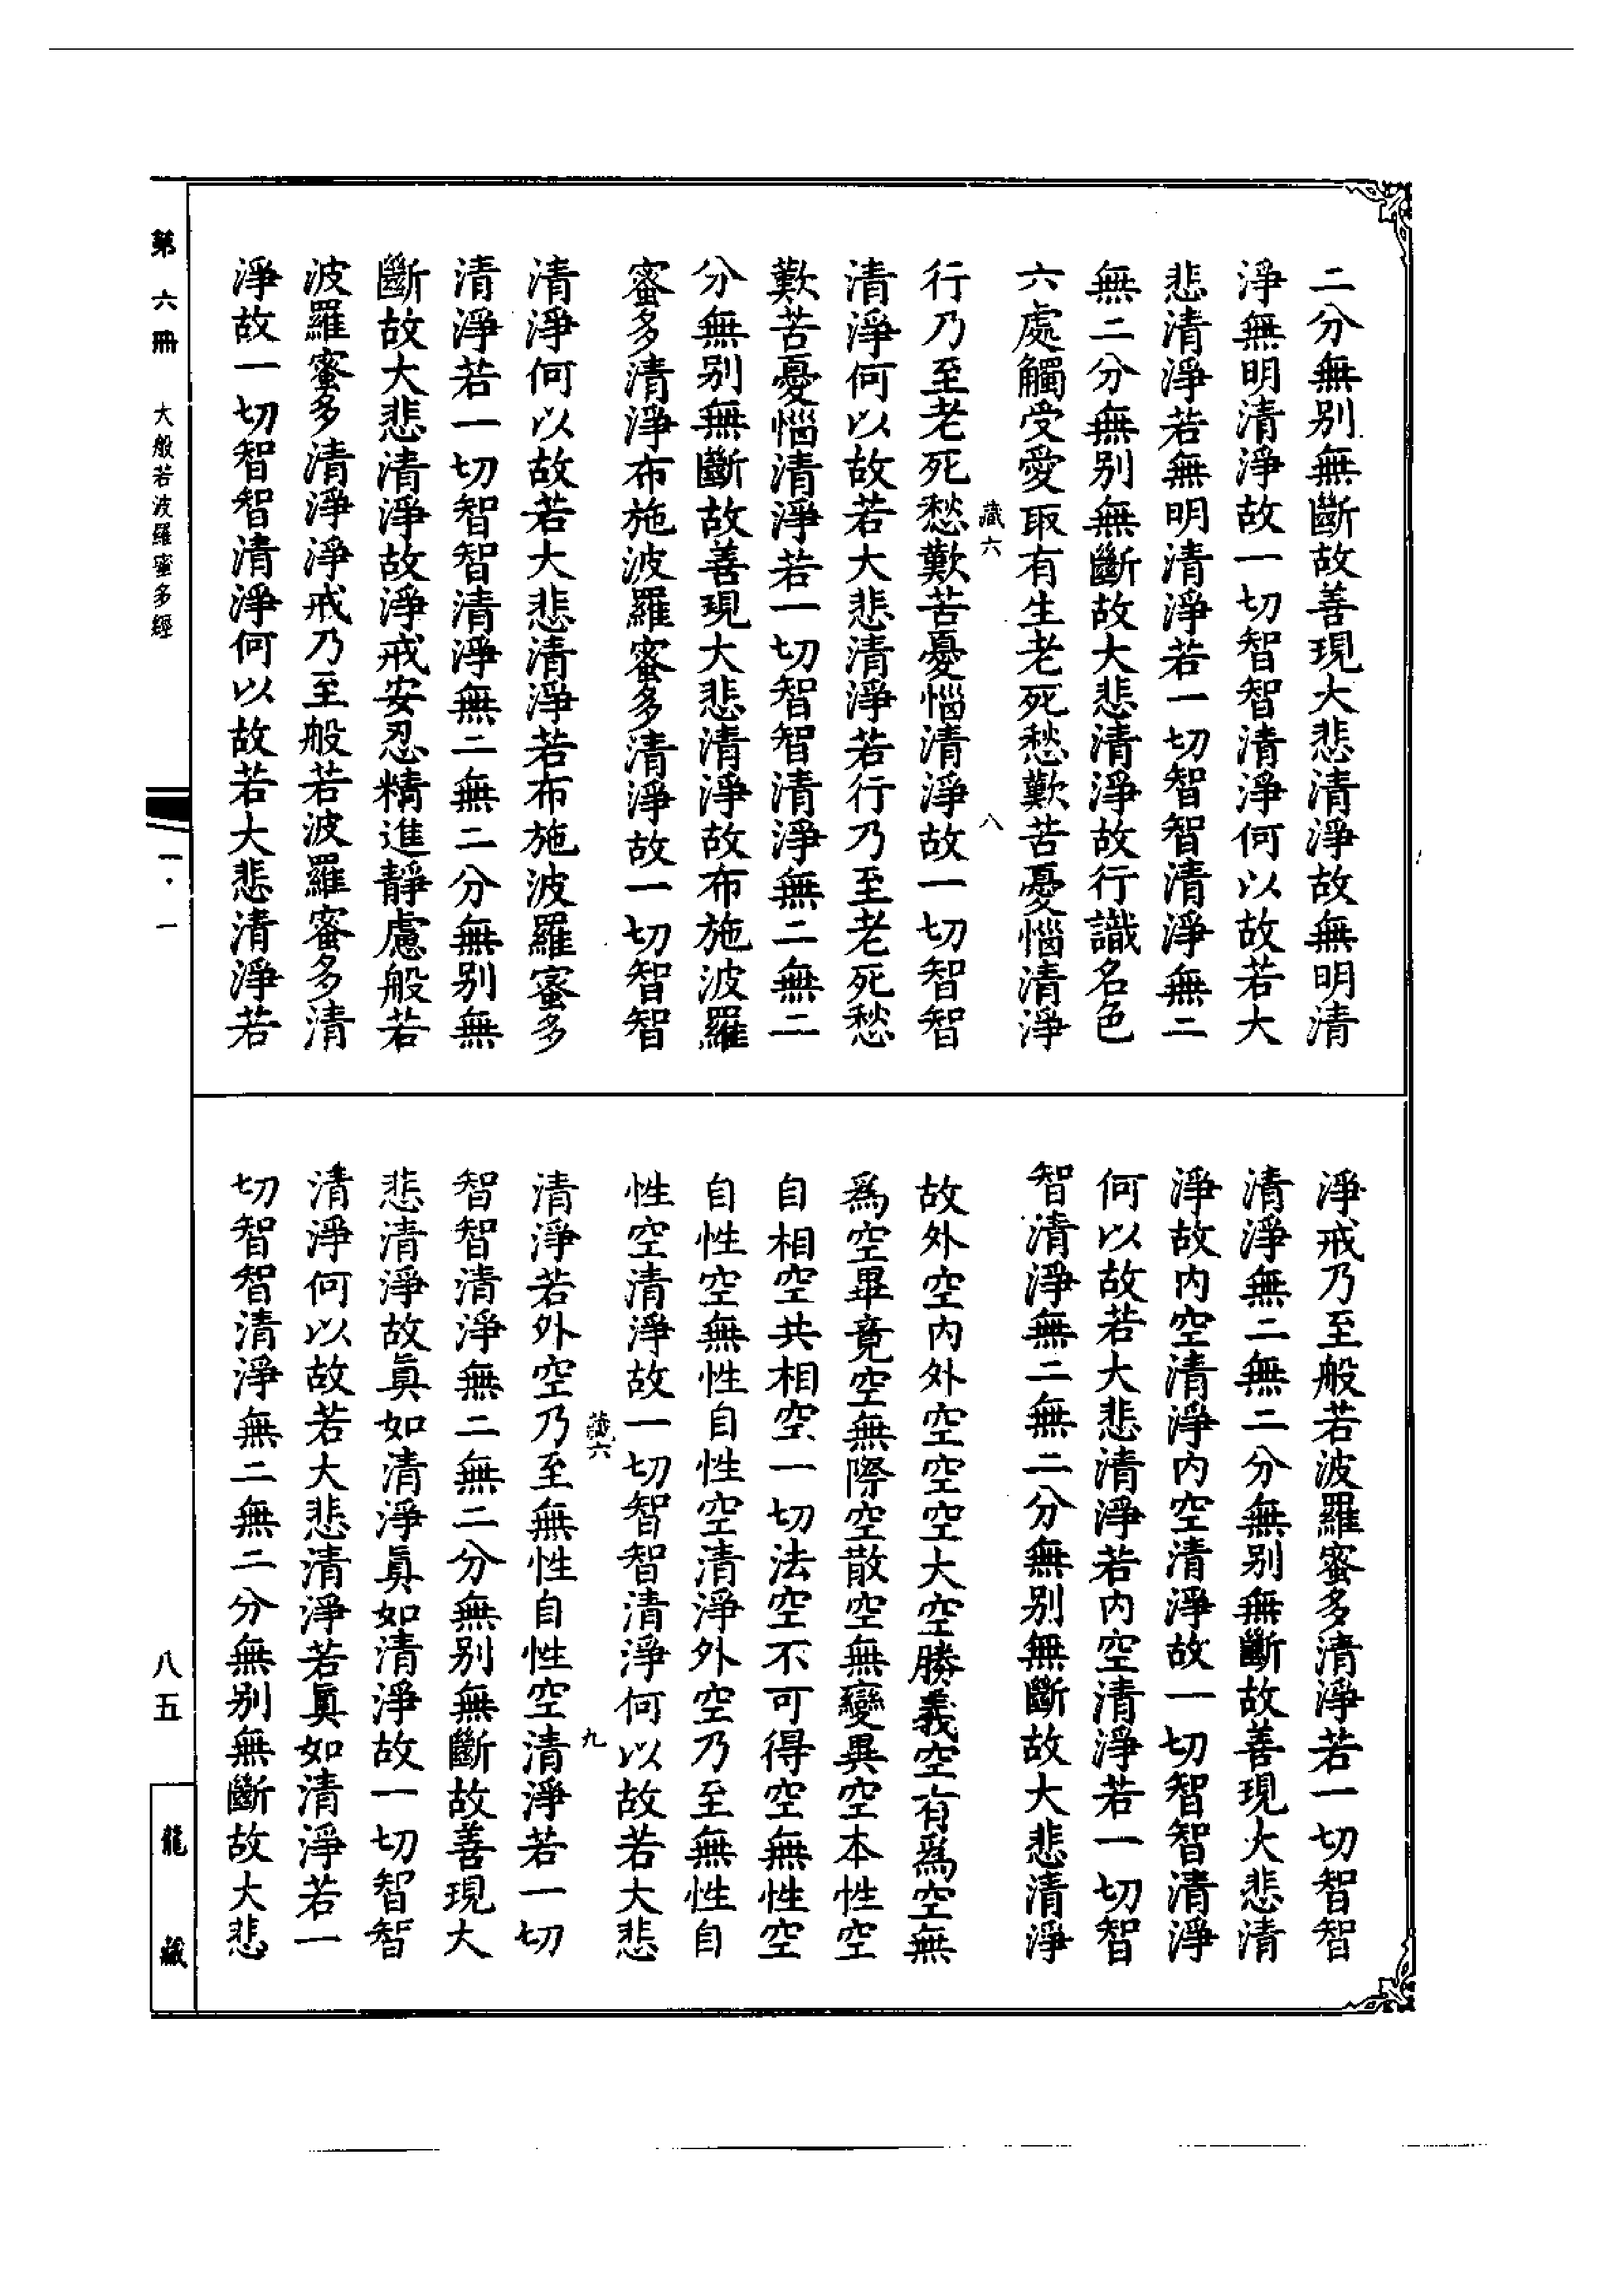 二分無别無斷故善現大悲清淨故無明清
淨無明清淨故一切智智清淨何以故若大
悲清淨若無明清淨若一切智智清淨無二
無二分無别無斷故大悲清淨故行識名色
六處觸受愛取有生老死愁歎苦憂惱清淨
藏六 八
行乃至老死愁歎苦憂惱清淨故一切智智
清淨何以故若大悲清淨若行乃至老死愁
歎苦憂惱清淨若一切智智清淨無二無二
分無别無斷故善現大悲清淨故布施波羅
蜜多清淨布施波羅蜜多清淨故一切智智
清淨何以故若大悲清淨若布施波羅蜜多
清淨若一切智智清淨無二無二分無别無
斷故大悲清淨故淨戒安忍精進靜慮般若
波羅蜜多清淨淨戒乃至般若波羅蜜多清
淨故一切智智清淨何以故若大悲清淨若
淨戒乃至般若波羅蜜多清淨若一切智智
清淨無二無二分無别無斷故善現大悲清
淨故内空清淨内空清淨故一切智智清淨
何以故若大悲清淨若内空清淨若一切智
智清淨無二無二分無别無斷故大悲清淨
故外空内外空空空大空勝義空有爲空無
爲空畢竟空無際空散空無變異空本性空
自相空共相空一切法空不可得空無性空
自性空無性自性空清淨外空乃至無性自
性空清淨故一切智智清淨何以故若大悲
藏六 九
清淨若外空乃至無性自性空清淨若一切
智智清淨無二無二分無别無斷故善現大
悲清淨故眞如清淨眞如清淨故一切智智
清淨何以故若大悲清淨若眞如清淨若一
切智智清淨無二無二分無别無斷故大悲
第六冊 大般若波羅蜜多經
一·一
八五
龍藏